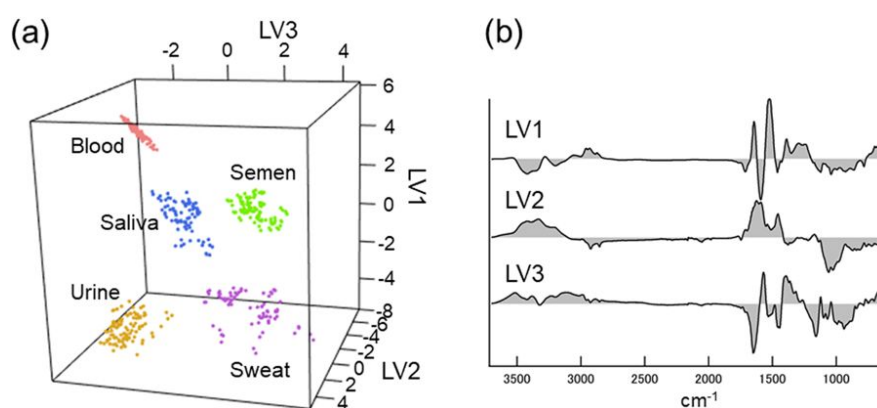 (a)
LV3
-2 0 2 4
6
4
2
0
-2
-4
-8
LV1
Blood
Semen
Saliva
Urine
Sweat
-6
-4
-2
0
2
4
LV2
(b)
LV1
LV2
LV3
3500 3000 2500 2000 1500 1000
cm-1